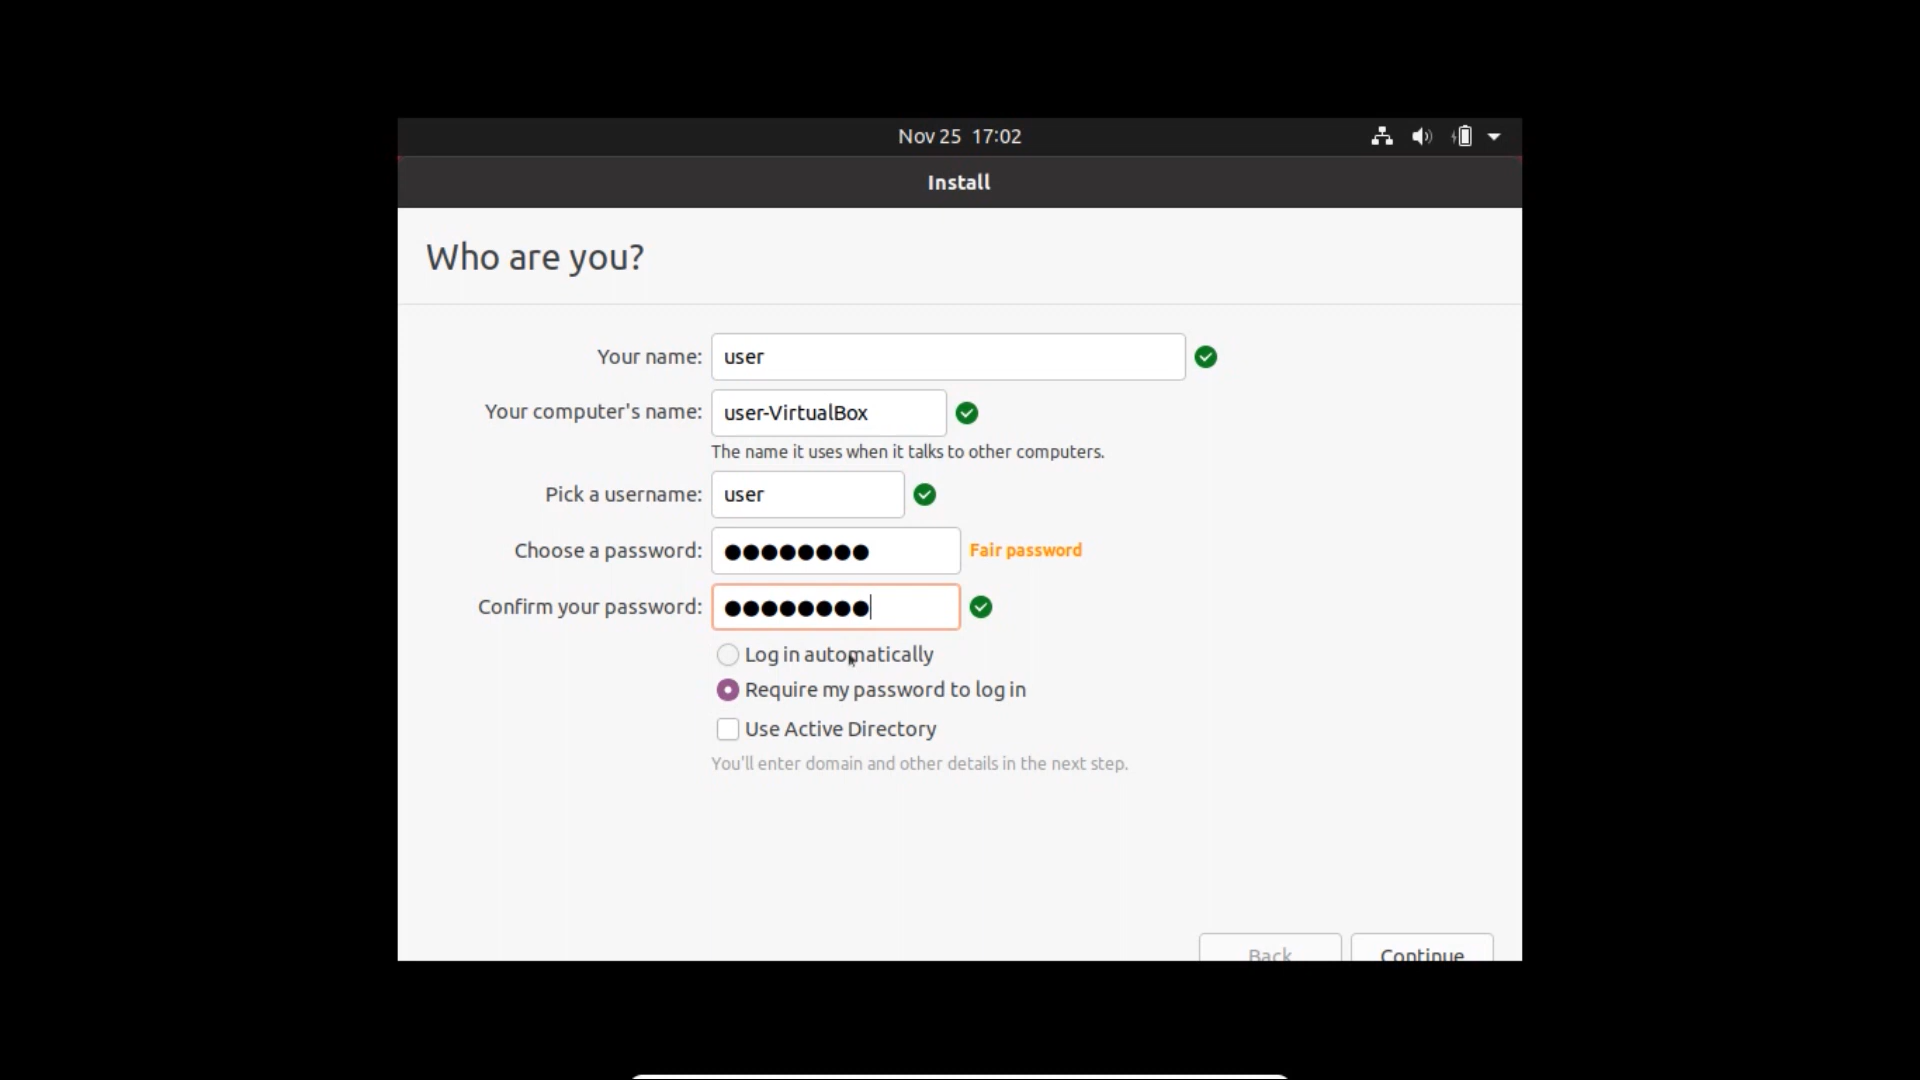 Nov 25 17:02
Install
Who are you?
Your name: user
Your computer's name: user-VirtualBox
The name it uses when it talks to other computers.
Pick a username: user
Choose a password: ●●●●●●●● Fair password
Confirm your password: ●●●●●●●●
Log in automatically
Require my password to log in
Use Active Directory
You'll enter domain and other details in the next step.
Back Continue